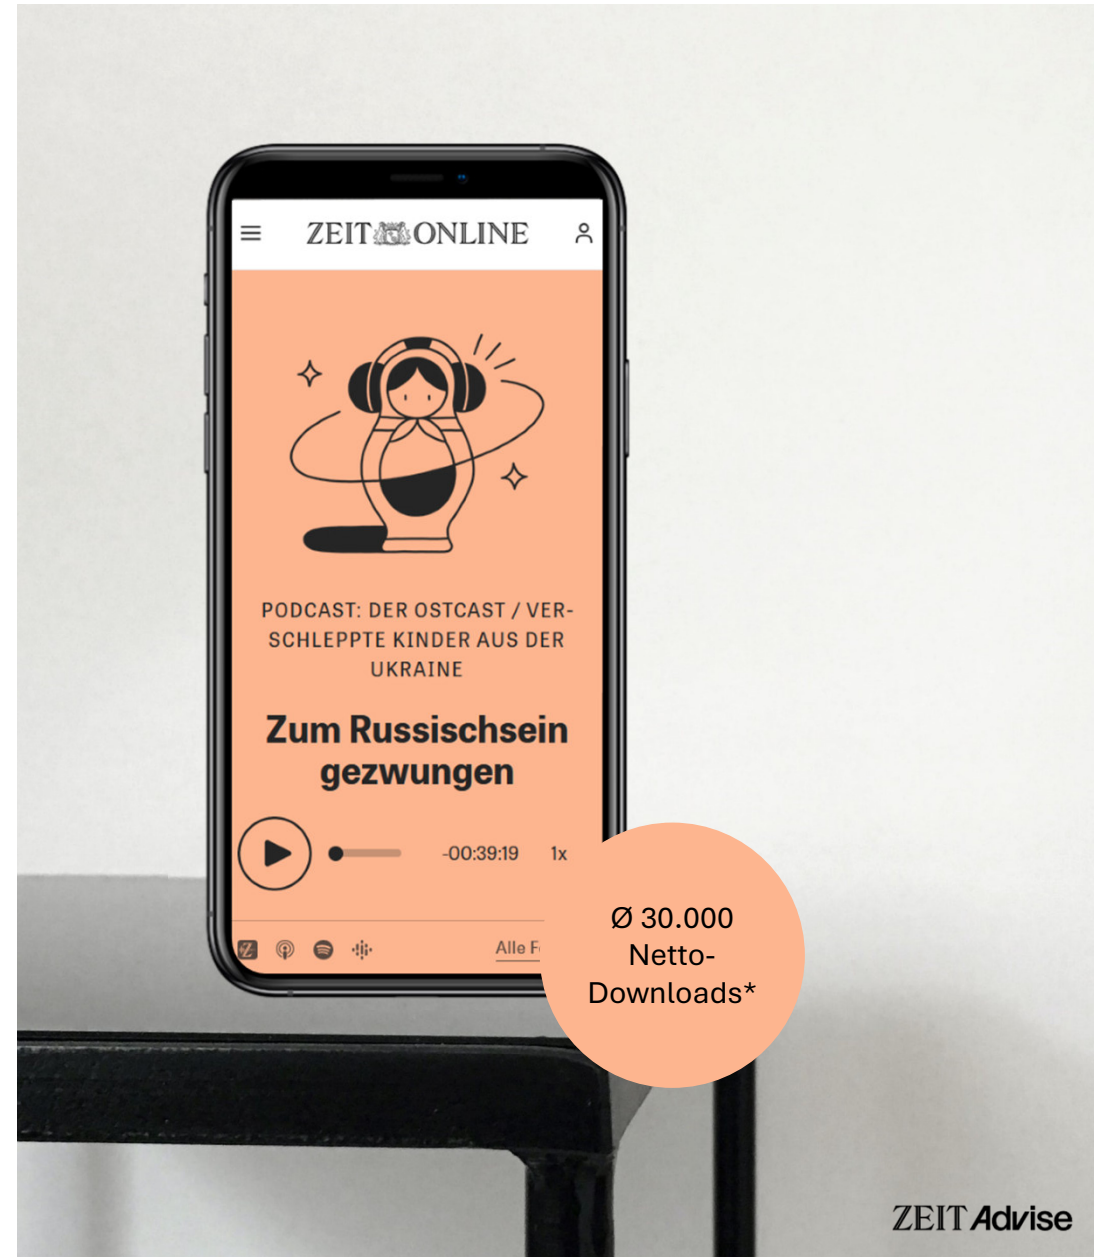 ZEIT ONLINE
PODCAST: DER OSTCAST / VER-
SCHLEPPTE KINDER AUS DER
UKRAINE
Zum Russischsein
gezwungen
-00:39:19 1x
Alle F
Ø 30.000
Netto-
Downloads*
ZEIT Advise